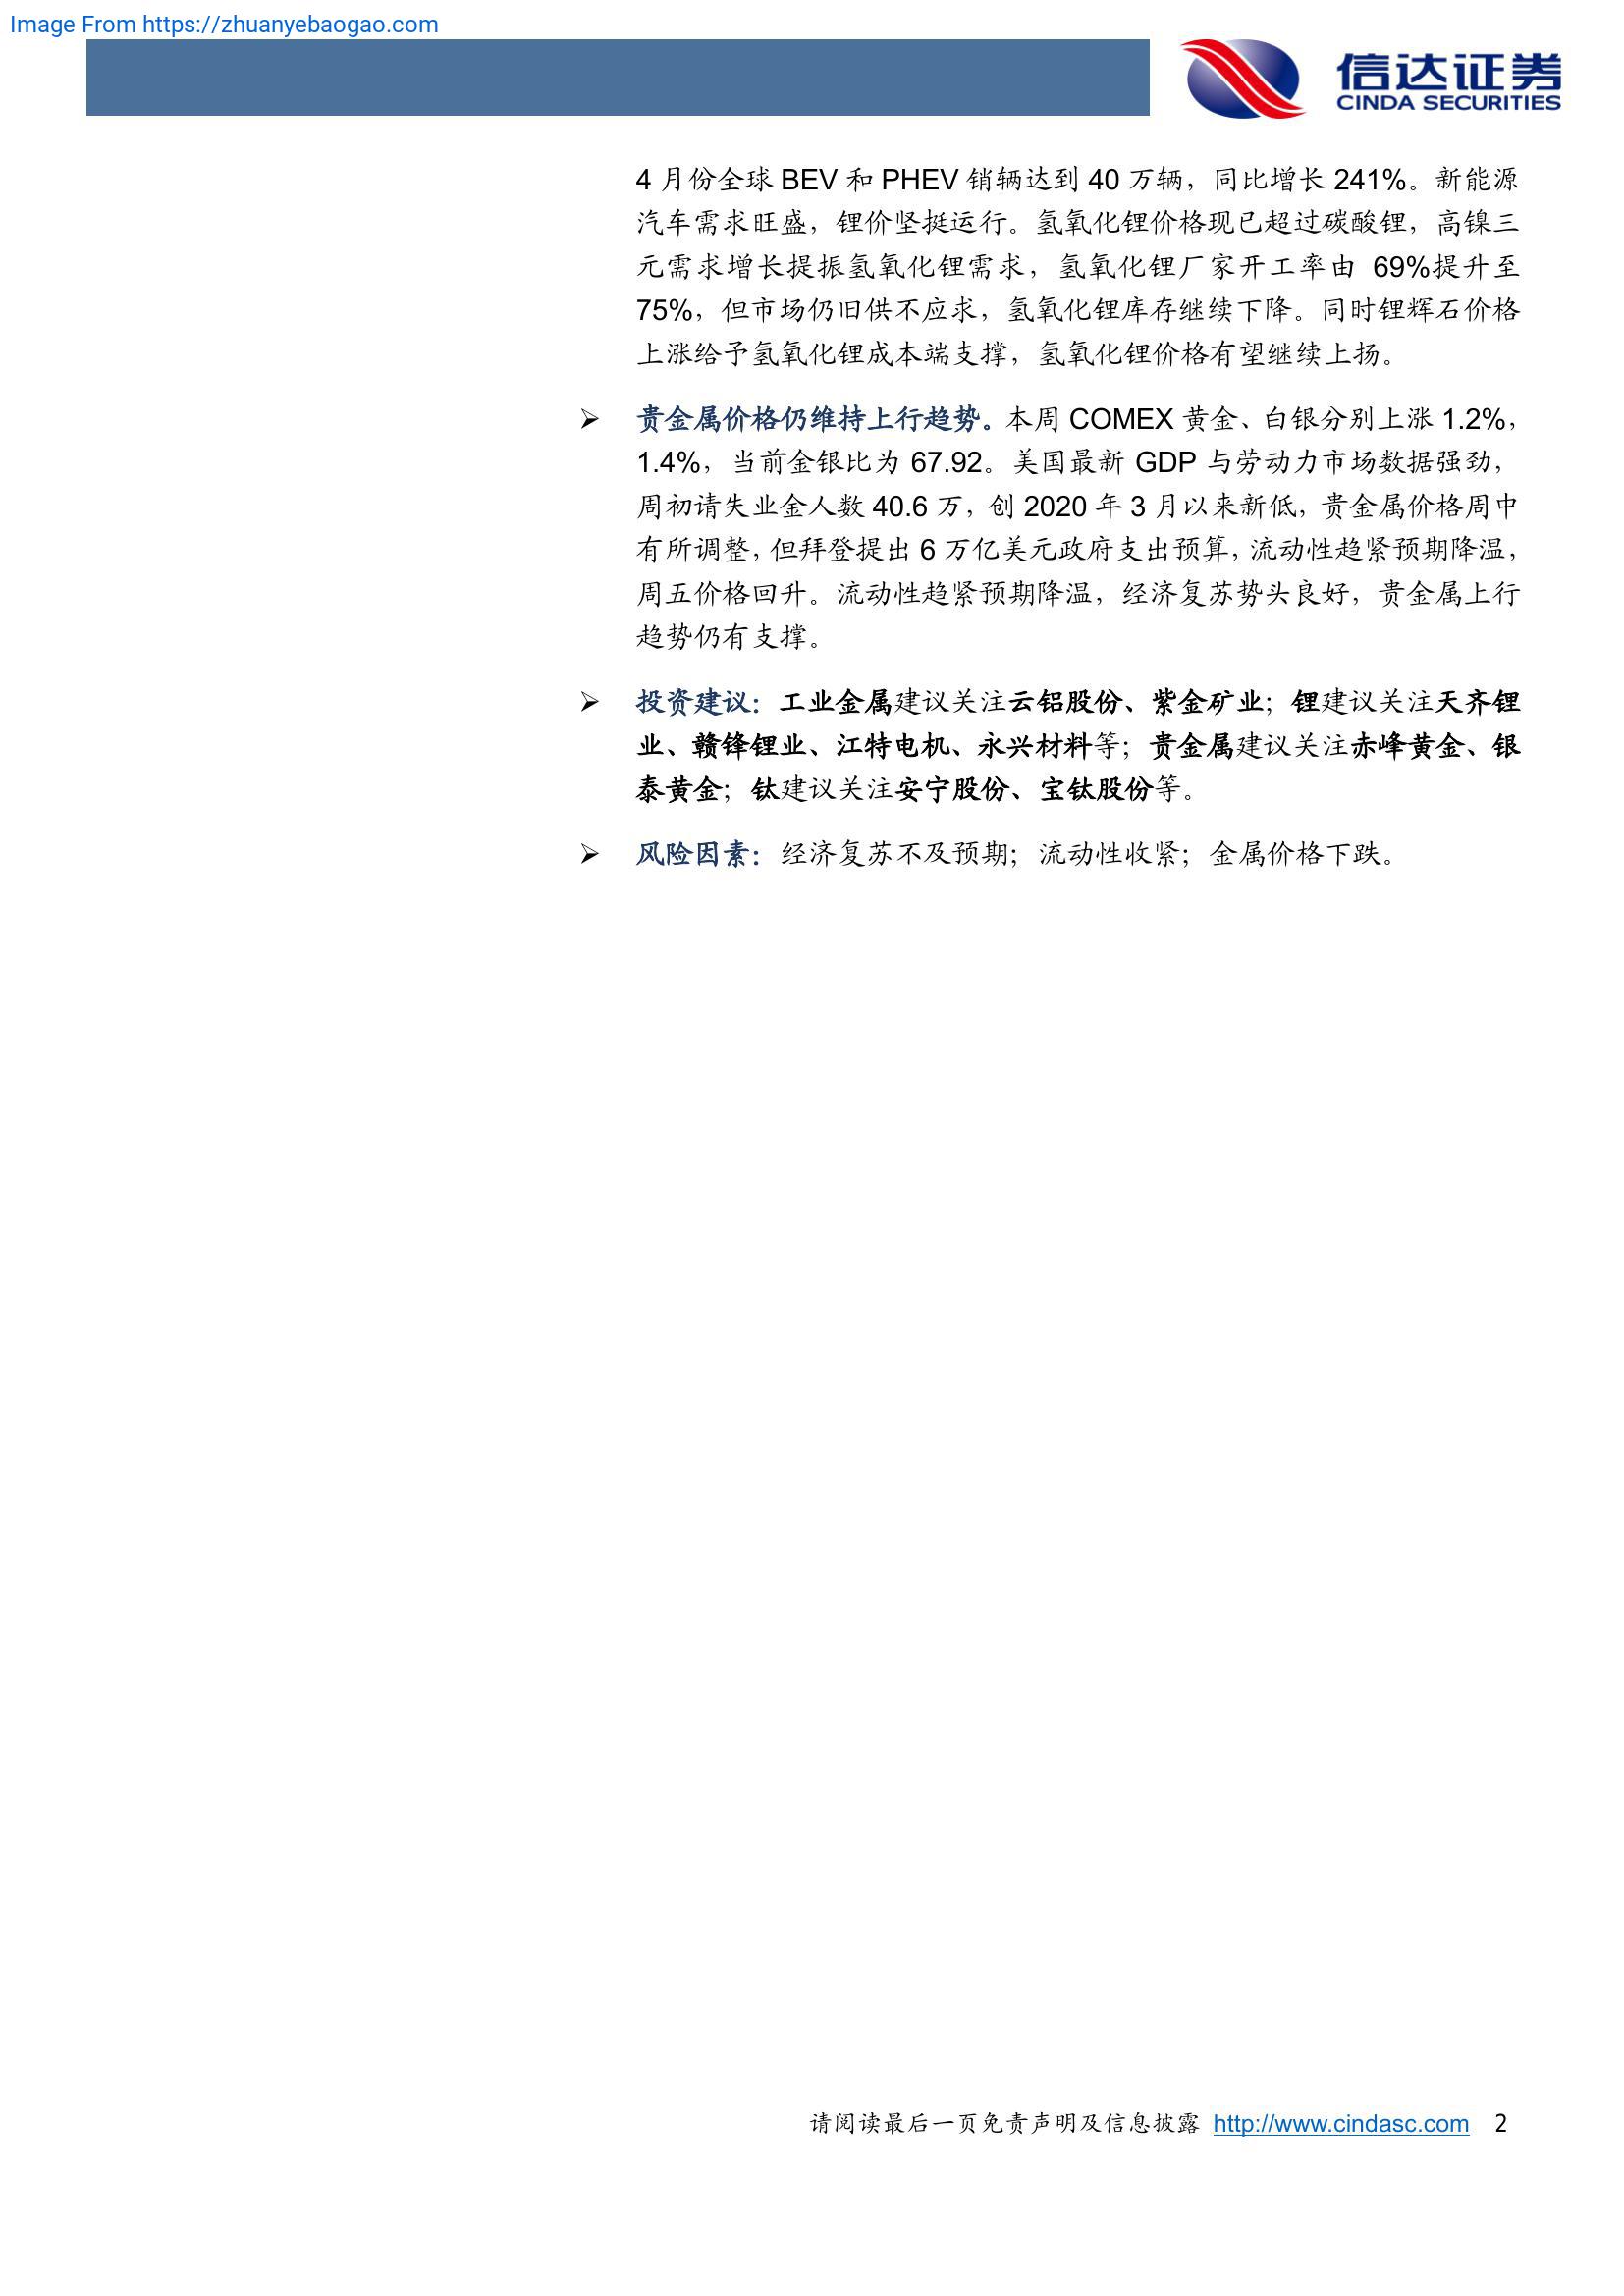 Image From https://zhuanyebaogao.com
信达证券
CINDA SECURITIES
4 月份全球 BEV 和 PHEV 销辆达到 40 万辆，同比增长 241%。新能源
汽车需求旺盛，锂价坚挺运行。氢氧化锂价格现已超过碳酸锂，高镍三
元需求增长提振氢氧化锂需求，氢氧化锂厂家开工率由 69%提升至
75%，但市场仍旧供不应求，氢氧化锂库存继续下降。同时锂辉石价格
上涨给予氢氧化锂成本端支撑，氢氧化锂价格有望继续上扬。
➢ 贵金属价格仍维持上行趋势。本周 COMEX 黄金、白银分别上涨 1.2%，
1.4%，当前金银比为 67.92。美国最新 GDP 与劳动力市场数据强劲，
周初请失业金人数 40.6 万，创 2020 年 3 月以来新低，贵金属价格周中
有所调整，但拜登提出 6 万亿美元政府支出预算，流动性趋紧预期降温，
周五价格回升。流动性趋紧预期降温，经济复苏势头良好，贵金属上行
趋势仍有支撑。
➢ 投资建议：工业金属建议关注云铝股份、紫金矿业；锂建议关注天齐锂
业、赣锋锂业、江特电机、永兴材料等；贵金属建议关注赤峰黄金、银
泰黄金；钛建议关注安宁股份、宝钛股份等。
➢ 风险因素：经济复苏不及预期；流动性收紧；金属价格下跌。
请阅读最后一页免责声明及信息披露 http://www.cindasc.com 2